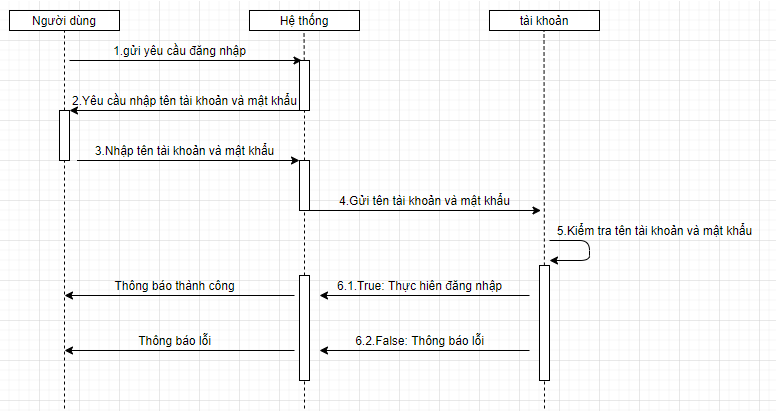 Người dùng
Hệ thống
tài khoản
1.gửi yêu cầu đăng nhập
2.Yêu cầu nhập tên tài khoản và mật khẩu
3.Nhập tên tài khoản và mật khẩu
4.Gửi tên tài khoản và mật khẩu
5.Kiểm tra tên tài khoản và mật khẩu
Thông báo thành công
6.1.True: Thực hiên đăng nhập
Thông báo lỗi
6.2.False: Thông báo lỗi